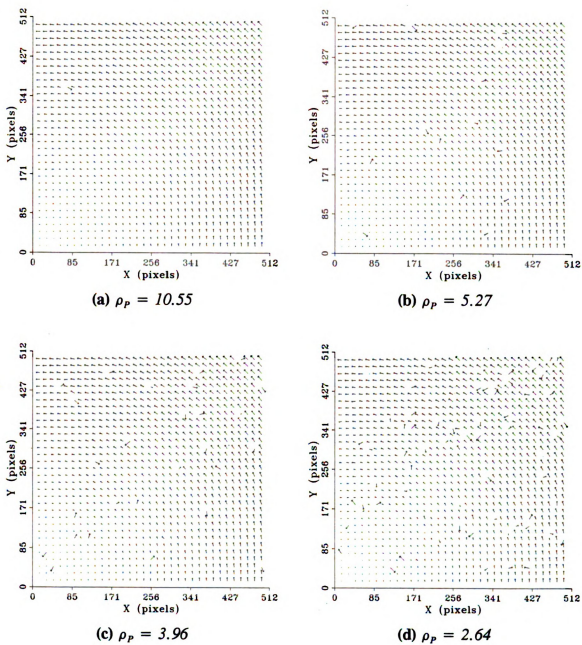 512
427
341
256
171
85
0
Y (pixels)
0 85 171 256 341 427 512
X (pixels)
(a) ρP = 10.55
512
427
341
256
171
85
0
Y (pixels)
0 85 171 256 341 427 512
X (pixels)
(b) ρP = 5.27
512
427
341
256
171
85
0
Y (pixels)
0 85 171 256 341 427 512
X (pixels)
(c) ρP = 3.96
512
427
341
256
171
85
0
Y (pixels)
0 85 171 256 341 427 512
X (pixels)
(d) ρP = 2.64